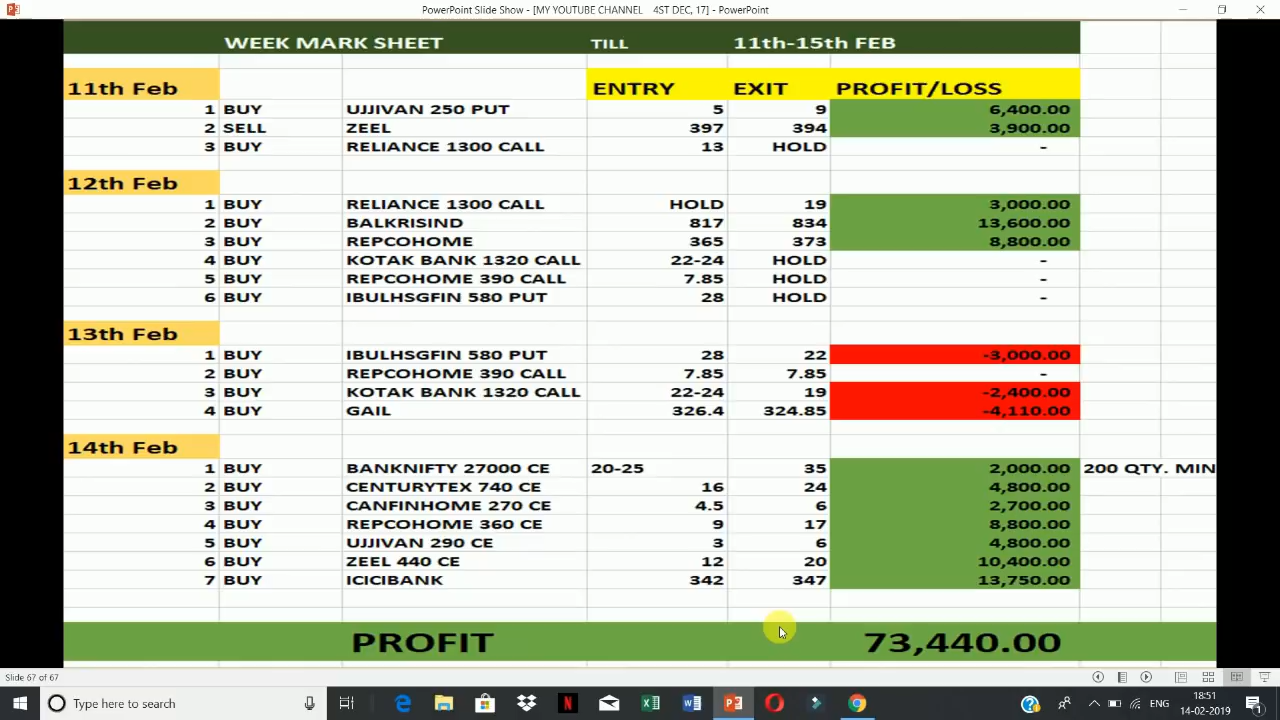 PowerPoint Slide Show - [MY YOUTUBE CHANNEL 4ST DEC, 17] - PowerPoint
WEEK MARK SHEET TILL 11th-15th FEB
11th Feb ENTRY EXIT PROFIT/LOSS
1 BUY UJJIVAN 250 PUT 5 9 6,400.00
2 SELL ZEEL 397 394 3,900.00
3 BUY RELIANCE 1300 CALL 13 HOLD -
12th Feb
1 BUY RELIANCE 1300 CALL HOLD 19 3,000.00
2 BUY BALKRISIND 817 834 13,600.00
3 BUY REPCOHOME 365 373 8,800.00
4 BUY KOTAK BANK 1320 CALL 22-24 HOLD -
5 BUY REPCOHOME 390 CALL 7.85 HOLD -
6 BUY IBULHSGFIN 580 PUT 28 HOLD -
13th Feb
1 BUY IBULHSGFIN 580 PUT 28 22 -3,000.00
2 BUY REPCOHOME 390 CALL 7.85 7.85 -
3 BUY KOTAK BANK 1320 CALL 22-24 19 -2,400.00
4 BUY GAIL 326.4 324.85 -4,110.00
14th Feb
1 BUY BANKNIFTY 27000 CE 20-25 35 2,000.00 200 QTY. MIN
2 BUY CENTURYTEX 740 CE 16 24 4,800.00
3 BUY CANFINHOME 270 CE 4.5 6 2,700.00
4 BUY REPCOHOME 360 CE 9 17 8,800.00
5 BUY UJJIVAN 290 CE 3 6 4,800.00
6 BUY ZEEL 440 CE 12 20 10,400.00
7 BUY ICICIBANK 342 347 13,750.00
PROFIT 73,440.00
Slide 67 of 67
Type here to search
ENG
18:51
14-02-2019